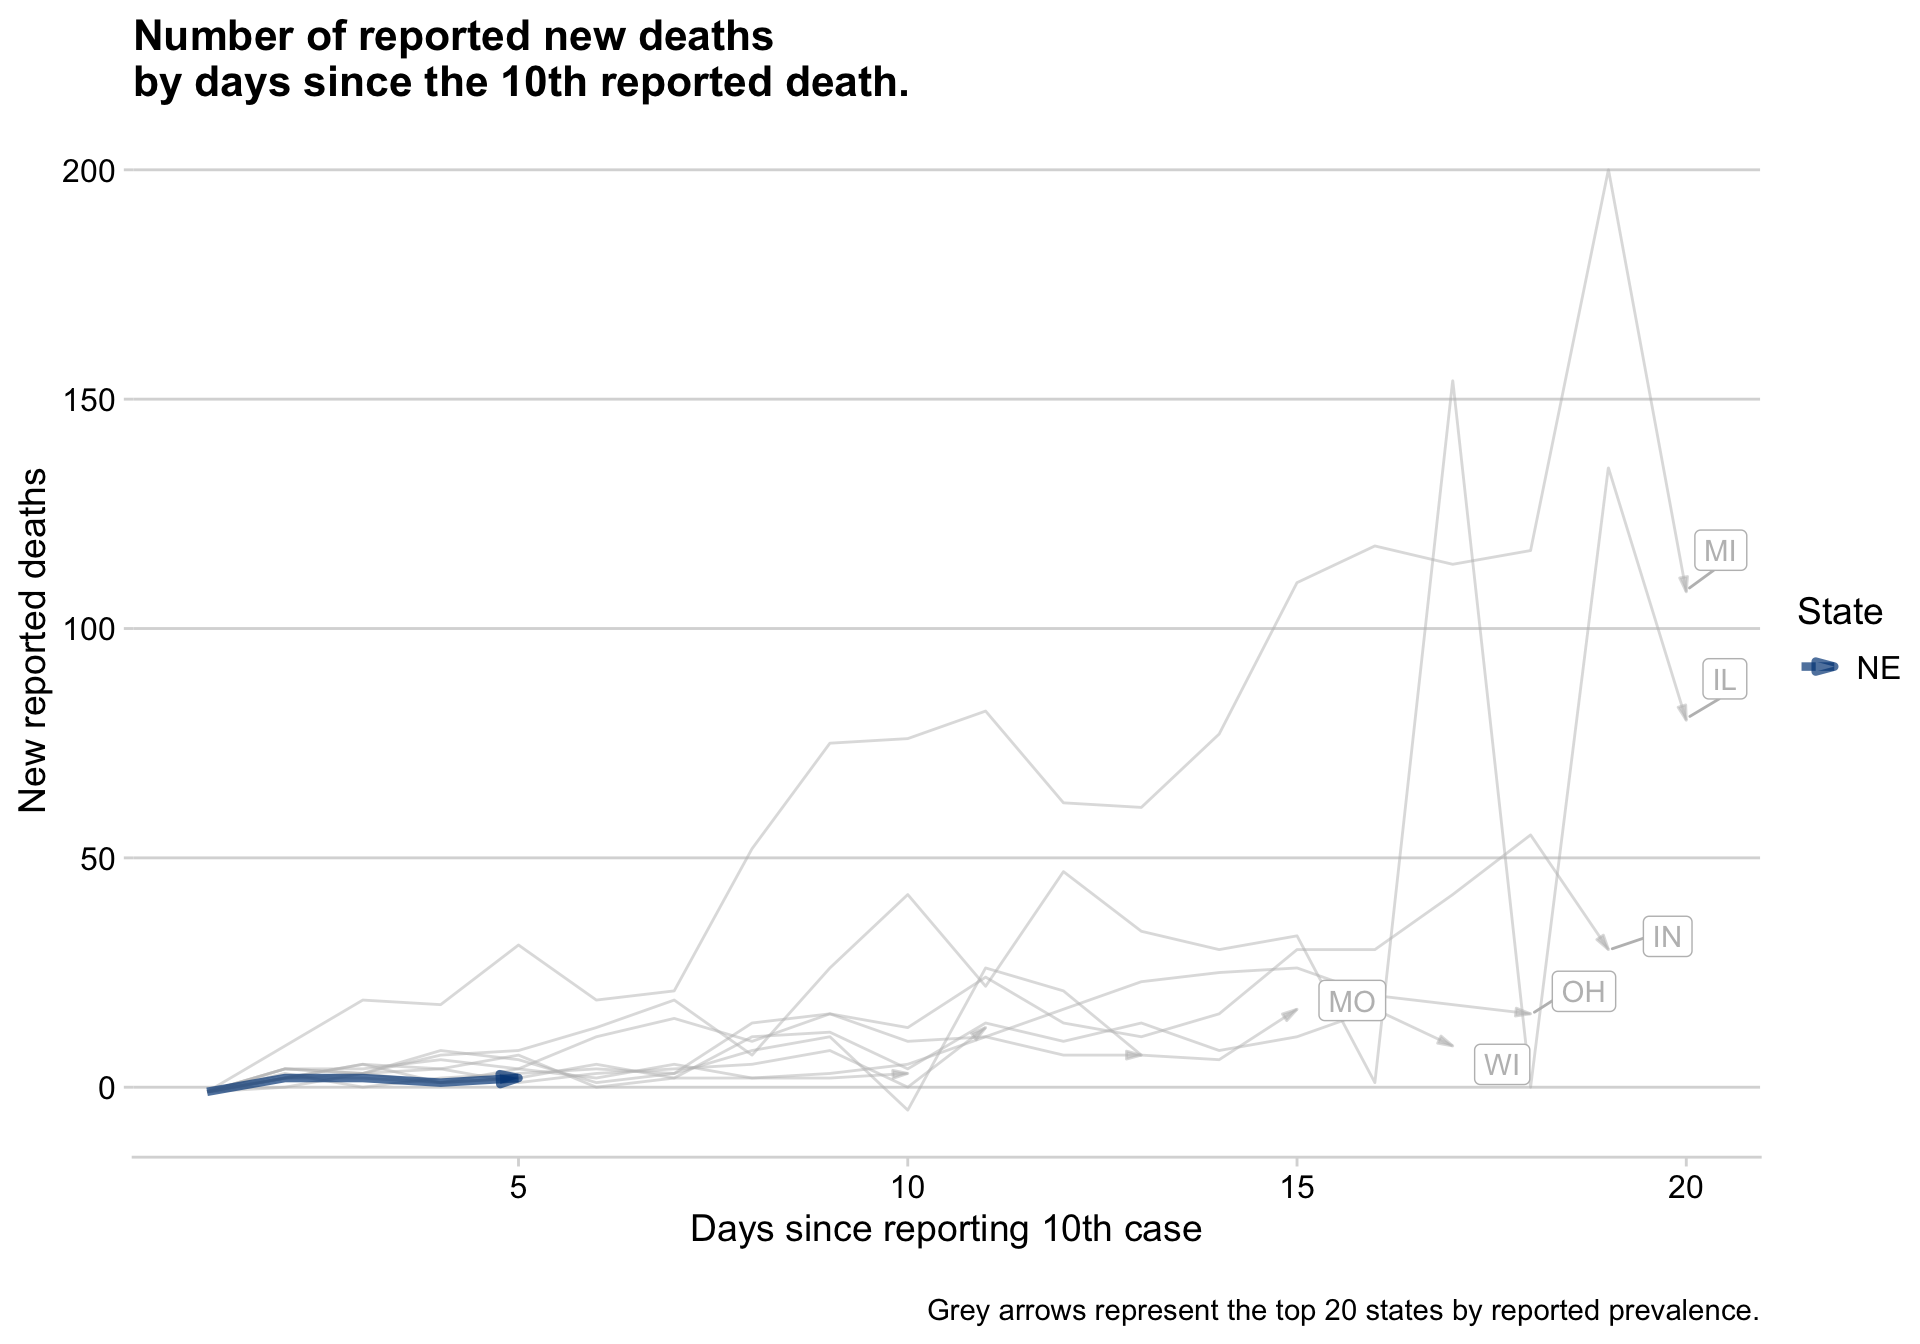 Number of reported new deaths
by days since the 10th reported death.
200
150
100
50
0
New reported deaths
MI
IL
IN
OH
MO
WI
State
NE
5 10 15 20
Days since reporting 10th case
Grey arrows represent the top 20 states by reported prevalence.